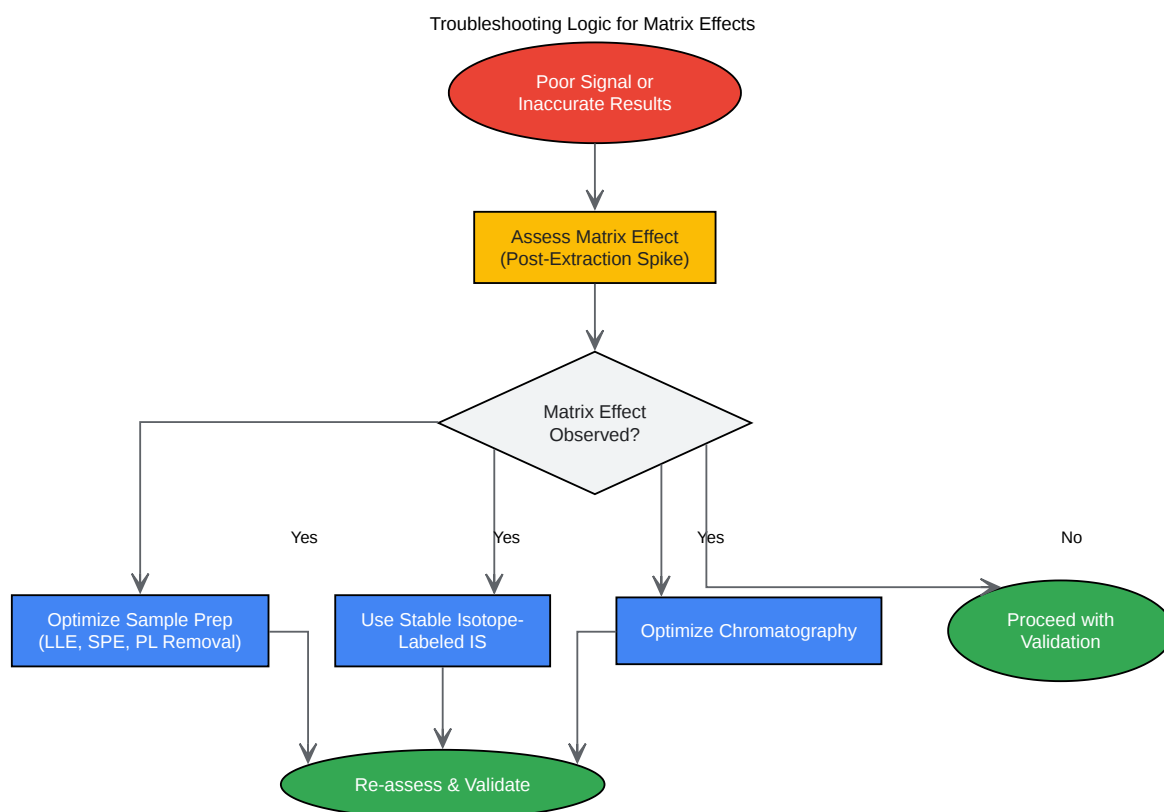 Troubleshooting Logic for Matrix Effects
Poor Signal or
Inaccurate Results
Assess Matrix Effect
(Post-Extraction Spike)
Matrix Effect
Observed?
Yes
Yes
Yes
No
Optimize Sample Prep
(LLE, SPE, PL Removal)
Use Stable Isotope-
Labeled IS
Optimize Chromatography
Proceed with
Validation
Re-assess & Validate